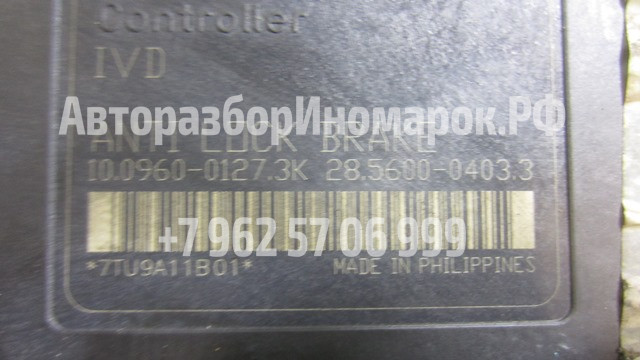 Controller
IVD
АвторазборИномарок.РФ
ANTI LOCK BRAKE
10.0960-0127.3K 28.5600-0403.3
+7 962 57 06 999
*7TU9A11B01* MADE IN PHILIPPINES